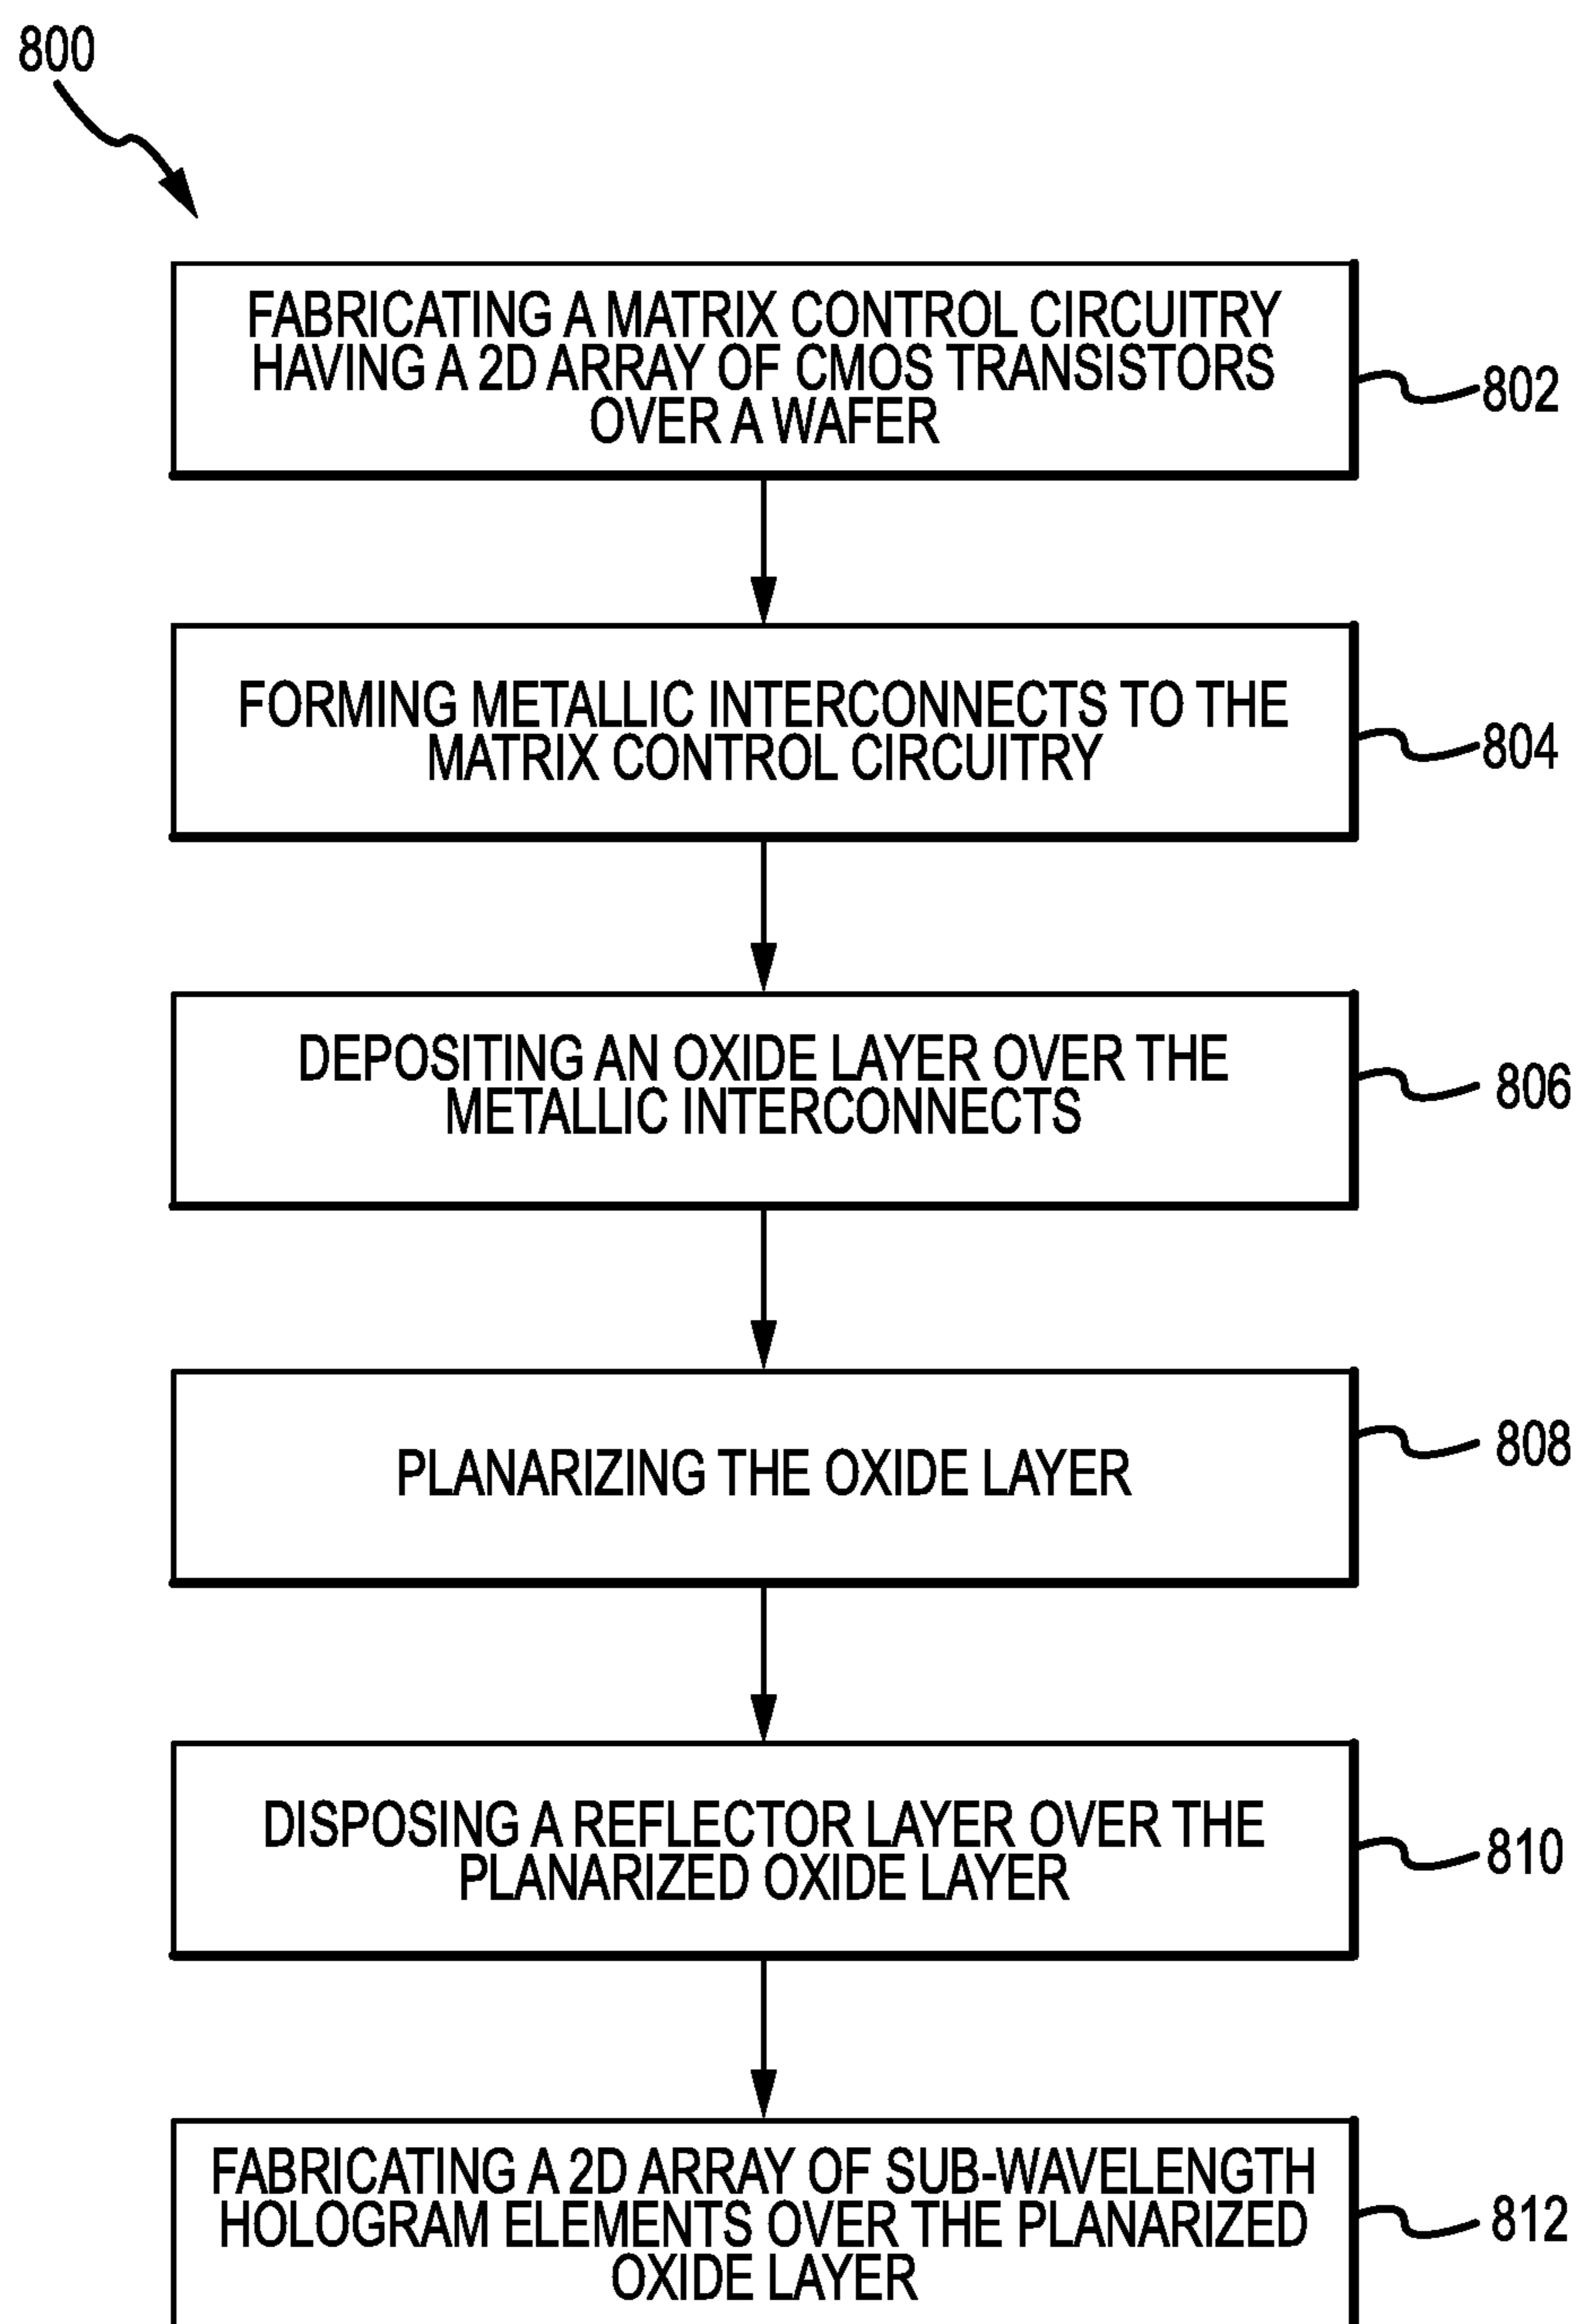 800
FABRICATING A MATRIX CONTROL CIRCUITRY
HAVING A 2D ARRAY OF CMOS TRANSISTORS
OVER A WAFER
802
FORMING METALLIC INTERCONNECTS TO THE
MATRIX CONTROL CIRCUITRY
804
DEPOSITING AN OXIDE LAYER OVER THE
METALLIC INTERCONNECTS
806
PLANARIZING THE OXIDE LAYER
808
DISPOSING A REFLECTOR LAYER OVER THE
PLANARIZED OXIDE LAYER
810
FABRICATING A 2D ARRAY OF SUB-WAVELENGTH
HOLOGRAM ELEMENTS OVER THE PLANARIZED
OXIDE LAYER
812